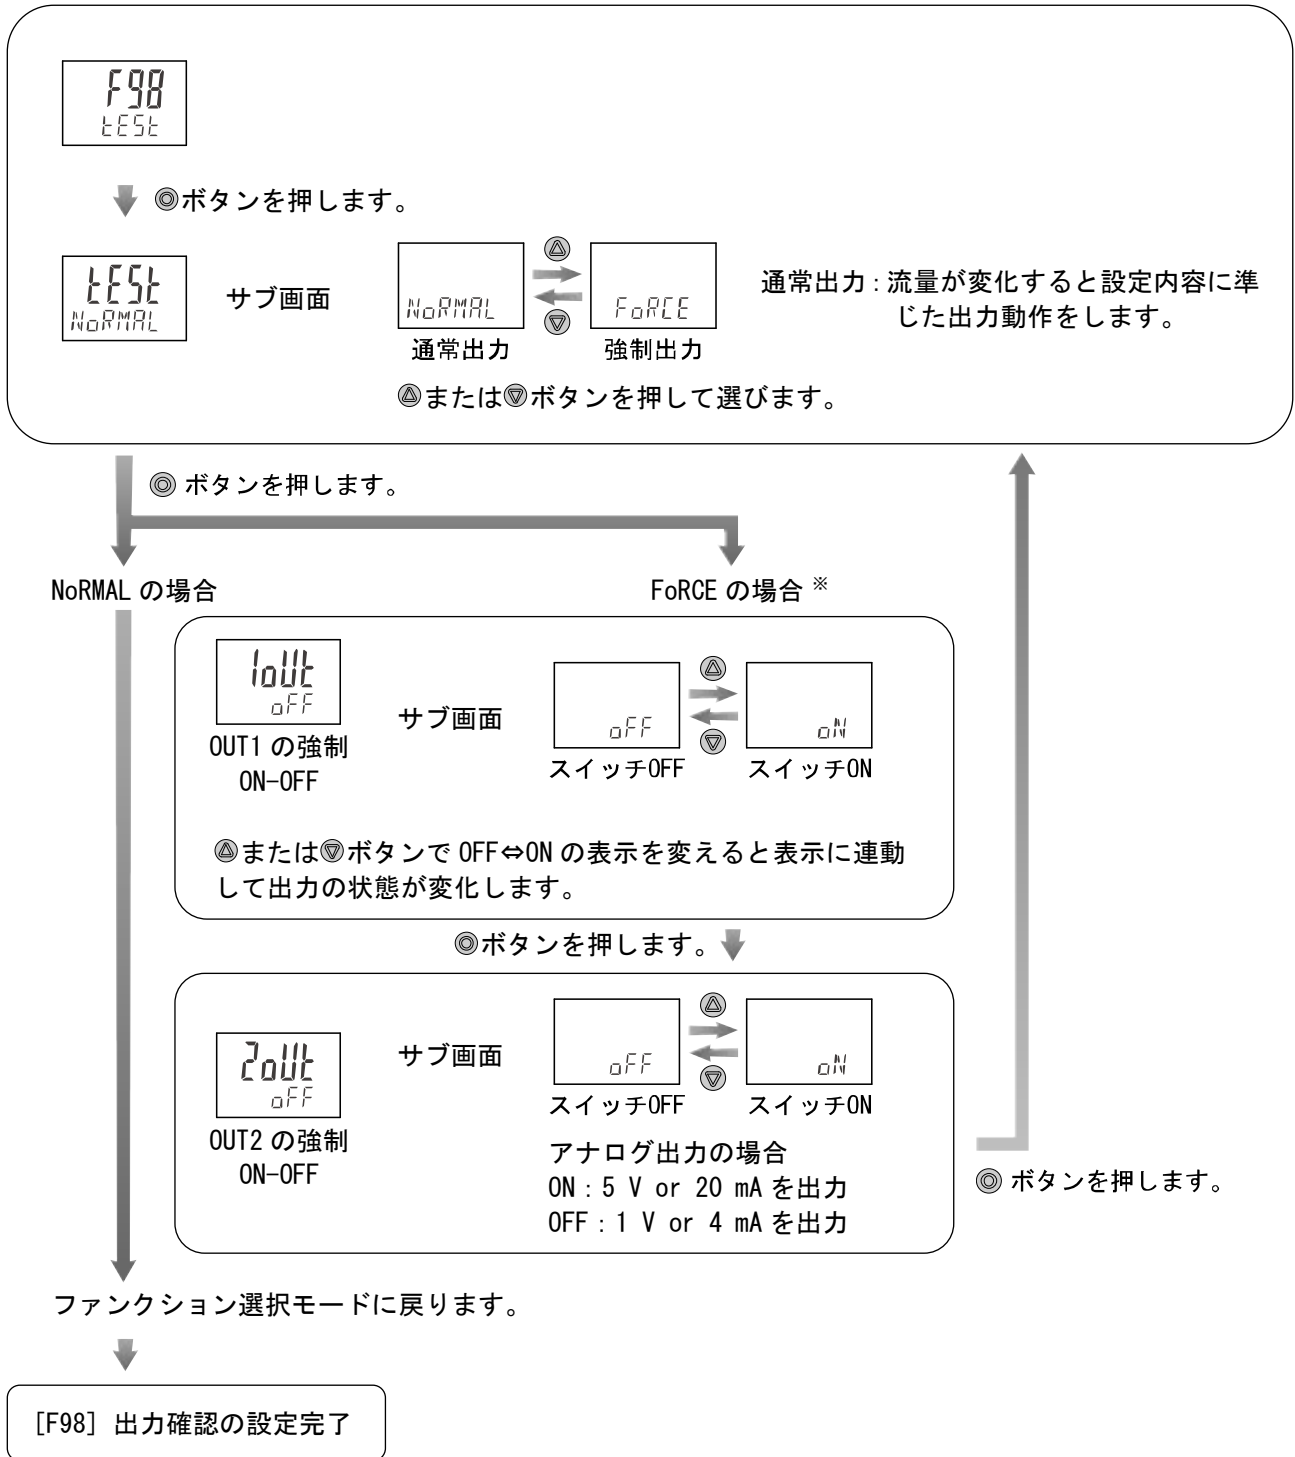 F98
tESt
◎ボタンを押します。
tESt
NoRMAL
サブ画面
NoRMAL
FoRCE
通常出力
強制出力
通常出力：流量が変化すると設定内容に準
じた出力動作をします。
△または▽ボタンを押して選びます。
◎ ボタンを押します。
NoRMAL の場合
FoRCE の場合 ※
1oUt
oFF
OUT1 の強制
ON-OFF
サブ画面
oFF
oN
スイッチOFF
スイッチON
△または▽ボタンで OFF⇔ON の表示を変えると表示に連動
して出力の状態が変化します。
◎ボタンを押します。
2oUt
oFF
OUT2 の強制
ON-OFF
サブ画面
oFF
oN
スイッチOFF
スイッチON
アナログ出力の場合
ON：5 V or 20 mA を出力
OFF：1 V or 4 mA を出力
◎ ボタンを押します。
ファンクション選択モードに戻ります。
[F98] 出力確認の設定完了